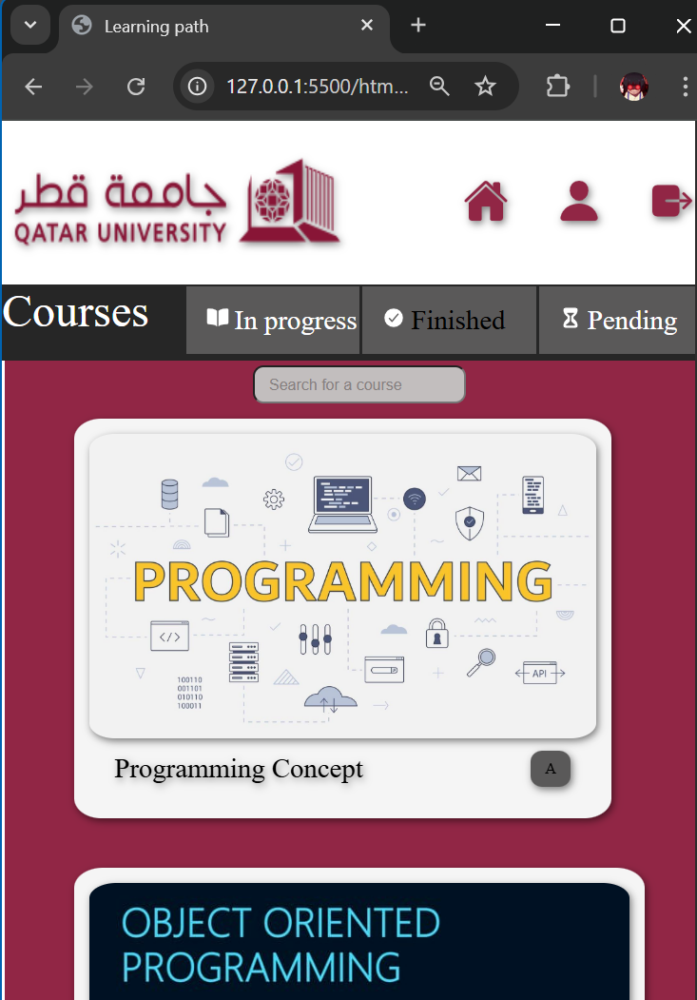 Learning path
127.0.0.1:5500/htm...
جامعة قطر
QATAR UNIVERSITY
Courses
In progress
Finished
Pending
Search for a course
PROGRAMMING
</>
API
100110
001101
010110
100011
Programming Concept
A
OBJECT ORIENTED
PROGRAMMING